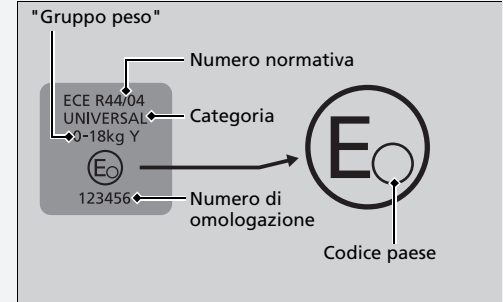 "Gruppo peso"
Numero normativa
ECE R44/04
UNIVERSAL
Categoria
0-18kg Y
E
E
123456
Numero di
omologazione
Codice paese